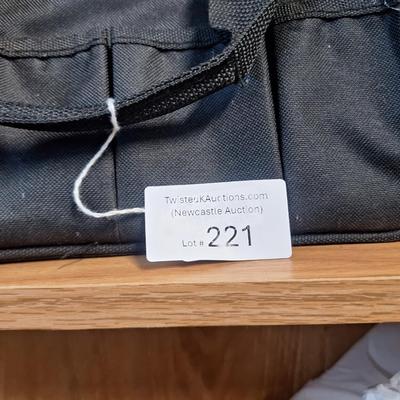 TwistedKAuctions.com
(Newcastle Auction)
Lot # 221